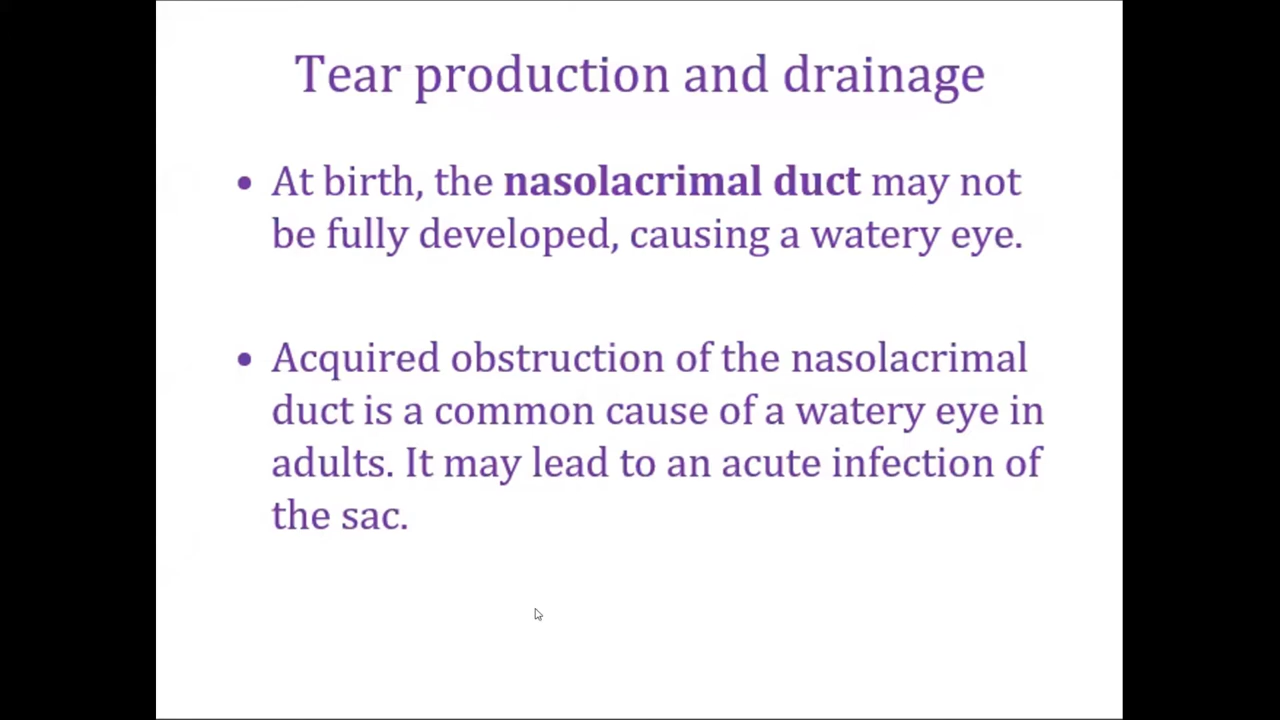 Tear production and drainage
• At birth, the nasolacrimal duct may not
be fully developed, causing a watery eye.
• Acquired obstruction of the nasolacrimal
duct is a common cause of a watery eye in
adults. It may lead to an acute infection of
the sac.